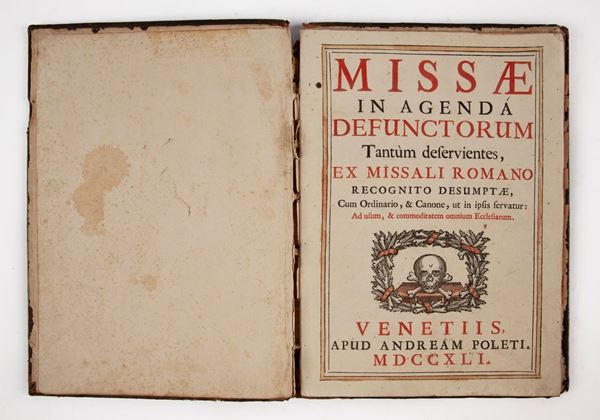 MISSÆ
IN AGENDÁ
DEFUNCTORUM
Tantùm deſervientes,
EX MISSALI ROMANO
RECOGNITO DESUMPTÆ,
Cum Ordinario, & Canone, ut in ipſis ſervatur:
Ad uſum, & commoditatem omnium Eccleſiarum.
VENETIIS,
APUD ANDREAM POLETI.
MDCCXLI.